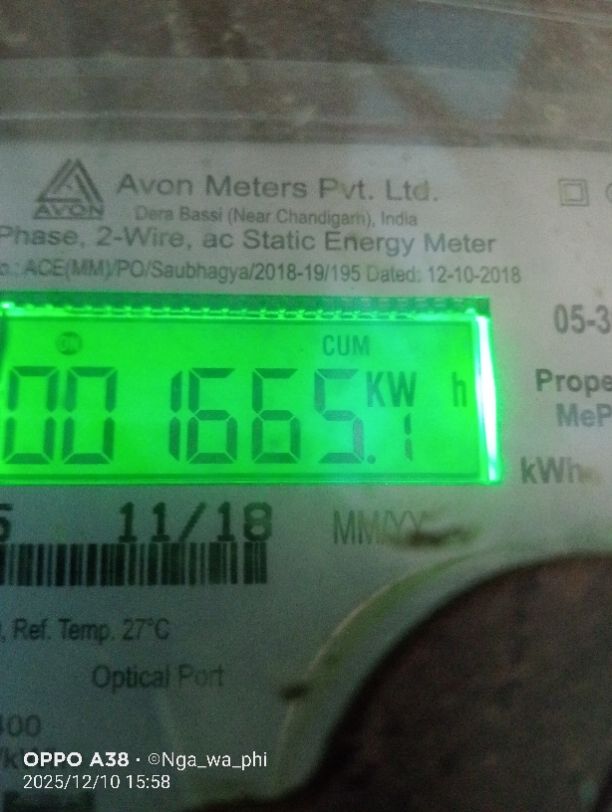 Avon Meters Pvt. Ltd.
AVON
Dera Bassi (Near Chandigarh), India
Phase, 2-Wire, ac Static Energy Meter
o.: ACE(MM)/PO/Saubhagya/2018-19/195 Dated: 12-10-2018
05-3
ON
CUM
001665.1 KW h
Prope
MeP
kWh
11/18 MM/YY
, Ref. Temp. 27°C
Optical Port
OPPO A38 · ©Nga_wa_phi
2025/12/10 15:58